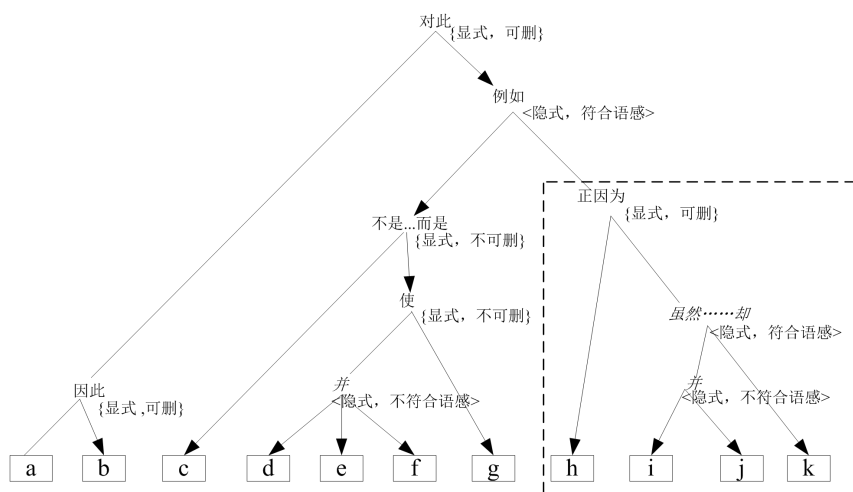 对此
{显式，可删}
例如
<隐式，符合语感>
正因为
{显式，可删}
不是...而是
{显式，不可删}
使
{显式，不可删}
虽然……却
<隐式，符合语感>
因此
{显式 ,可删}
并
<隐式，不符合语感>
并
<隐式，不符合语感>
a b c d e f g h i j k